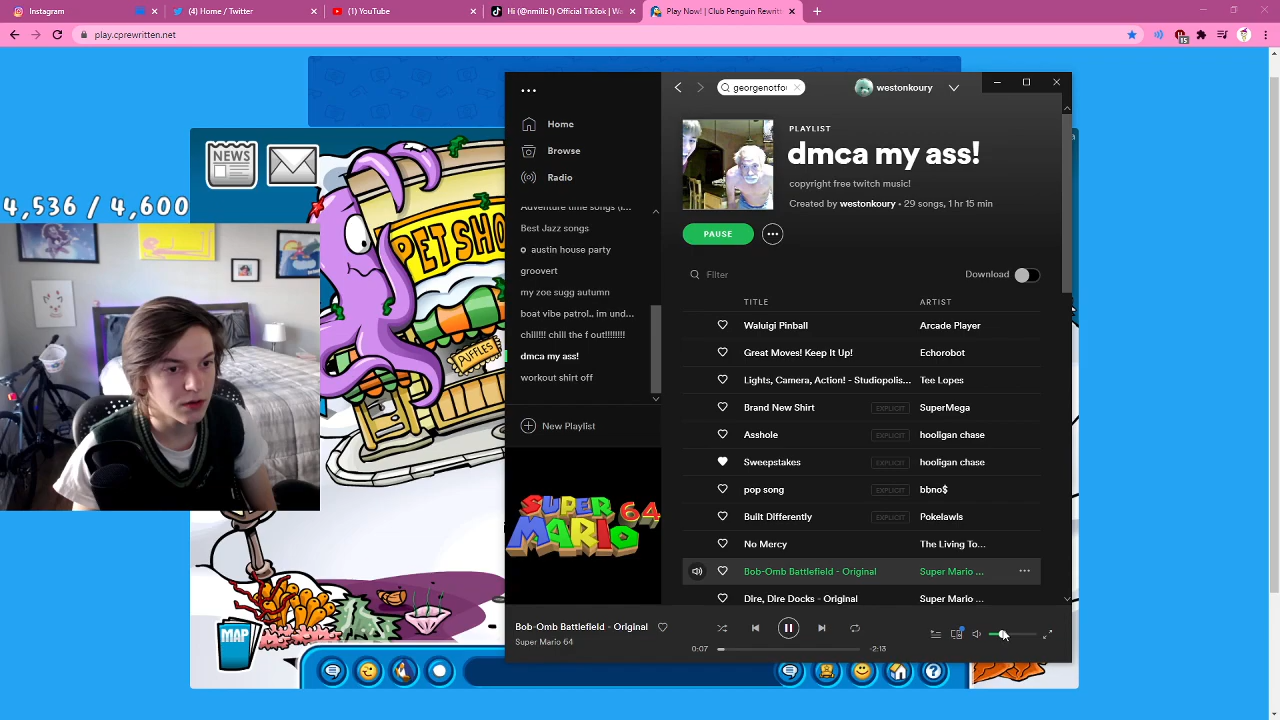 Instagram
(4) Home / Twitter
(1) YouTube
Hi (@nmillz1) Official TikTok | Wa
Play Now! | Club Penguin Rewritt
play.cprewritten.net
15
NEWS
4,536 / 4,600
PET SHO
PUFFLES
MAP
georgenotfou
westonkoury
Home
Browse
Radio
Adventure time songs (i...
Best Jazz songs
austin house party
groovert
my zoe sugg autumn
boat vibe patrol.. im und...
chill!!! chill the f out!!!!!!!!
dmca my ass!
workout shirt off
New Playlist
SUPER
MARIO 64
PLAYLIST
dmca my ass!
copyright free twitch music!
Created by westonkoury • 29 songs, 1 hr 15 min
PAUSE
Filter
Download
TITLE ARTIST
Waluigi Pinball Arcade Player
Great Moves! Keep It Up! Echorobot
Lights, Camera, Action! - Studiopolis... Tee Lopes
Brand New Shirt EXPLICIT SuperMega
Asshole EXPLICIT hooligan chase
Sweepstakes EXPLICIT hooligan chase
pop song EXPLICIT bbno$
Built Differently EXPLICIT Pokelawls
No Mercy The Living To...
Bob-Omb Battlefield - Original Super Mario ...
Dire, Dire Docks - Original Super Mario ...
Bob-Omb Battlefield - Original
Super Mario 64
0:07
-2:13